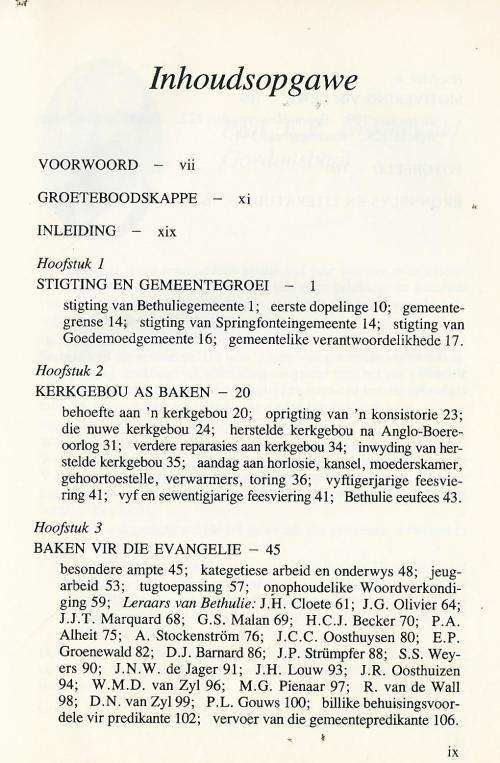 Inhoudsopgawe
VOORWOORD – vii
GROETEBOODSKAPPE – xi
INLEIDING – xix
Hoofstuk 1
STIGTING EN GEMEENTEGROEI – 1
stigting van Bethuliegemeente 1; eerste dopelinge 10; gemeente-
grense 14; stigting van Springfonteingemeente 14; stigting van
Goedemoedgemeente 16; gemeentelike verantwoordelikhede 17.
Hoofstuk 2
KERKGEBOU AS BAKEN – 20
behoefte aan 'n kerkgebou 20; oprigting van 'n konsistorie 23;
die nuwe kerkgebou 24; herstelde kerkgebou na Anglo-Boere-
oorlog 31; verdere reparasies aan kerkgebou 34; inwyding van her-
stelde kerkgebou 35; aandag aan horlosie, kansel, moederskamer,
gehoortoestelle, verwarmers, toring 36; vyftigerjarige feesvie-
ring 41; vyf en sewentigjarige feesviering 41; Bethulie eeufees 43.
Hoofstuk 3
BAKEN VIR DIE EVANGELIE – 45
besondere ampte 45; kategetiese arbeid en onderwys 48; jeug-
arbeid 53; tugtoepassing 57; onophoudelike Woordverkondi-
ging 59; Leraars van Bethulie: J.H. Cloete 61; J.G. Olivier 64;
J.J.T. Marquard 68; G.S. Malan 69; H.C.J. Becker 70; P.A.
Alheit 75; A. Stockenström 76; J.C.C. Oosthuysen 80; E.P.
Groenewald 82; D.J. Barnard 86; J.P. Strümpfer 88; S.S. Wey-
ers 90; J.N.W. de Jager 91; J.H. Louw 93; J.R. Oosthuizen
94; W.M.D. van Zyl 96; M.G. Pienaar 97; R. van de Wall
98; D.N. van Zyl 99; P.L. Gouws 100; billike behuisingsvoor-
dele vir predikante 102; vervoer van die gemeentepredikante 106.
ix